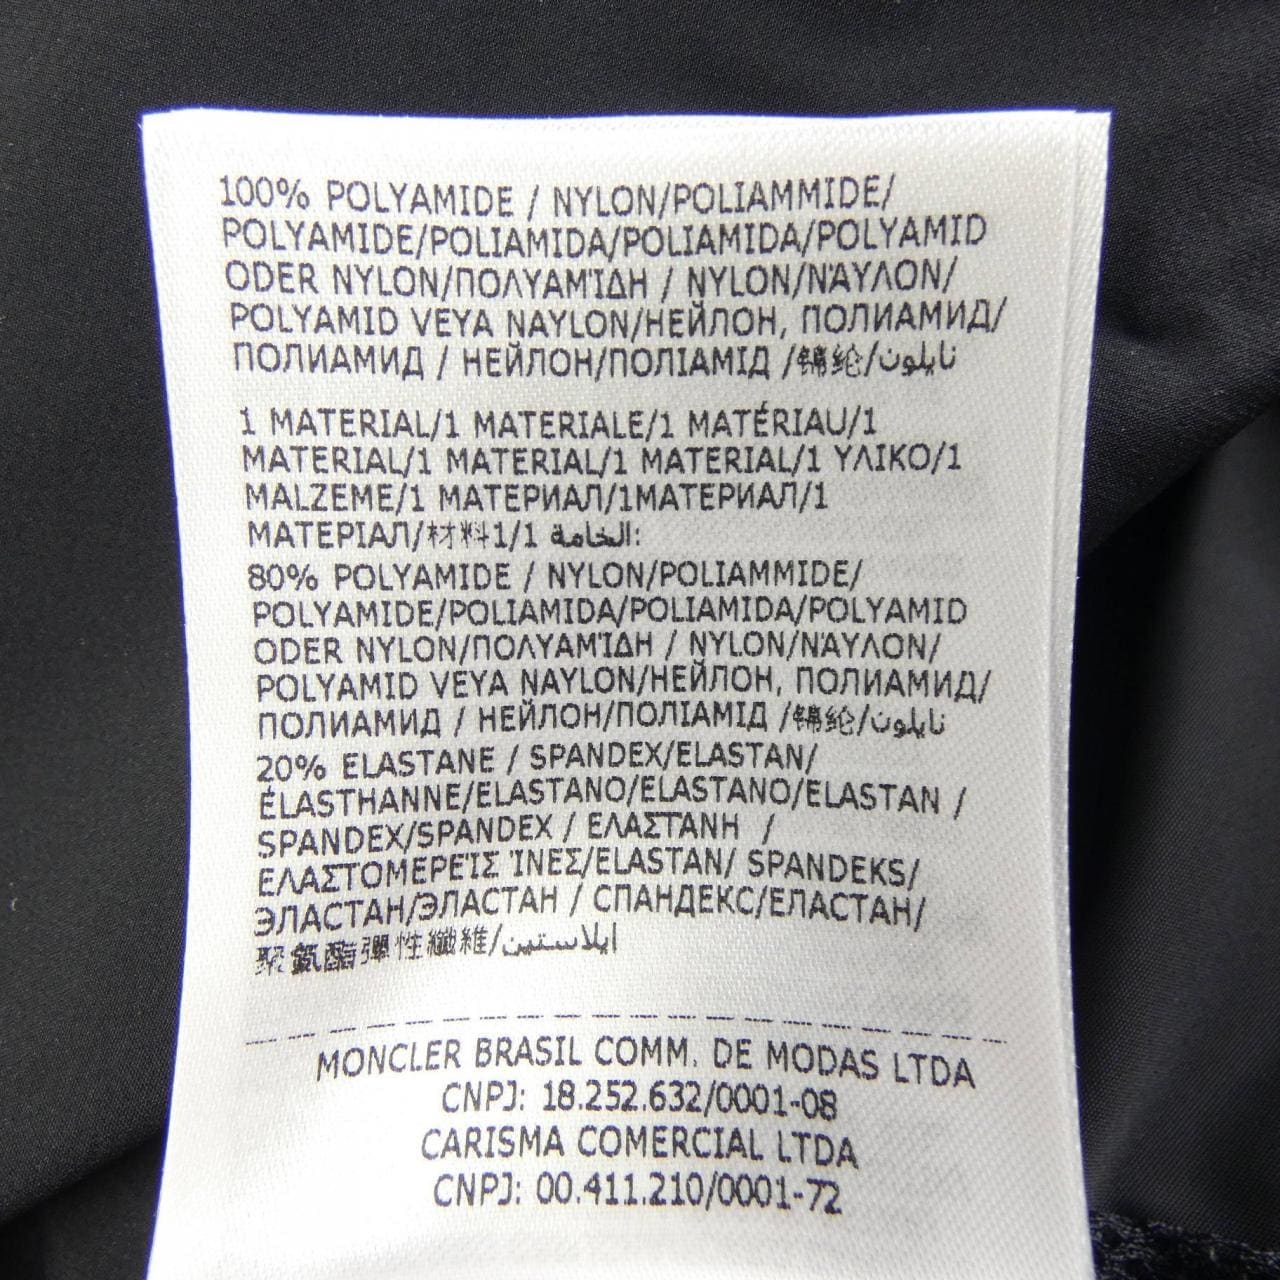 100% POLYAMIDE / NYLON/POLIAMMIDE/
POLYAMIDE/POLIAMIDA/POLIAMIDA/POLYAMID
ODER NYLON/ΠΟΛΥΑΜΊΔΗ / NYLON/ΝΆΥΛΟΝ/
POLYAMID VEYA NAYLON/НЕЙЛОН, ПОЛИАМИД/
ПОЛИАМИД / НЕЙЛОН/ПОЛІАМІД /锦纶/نايلون
1 MATERIAL/1 MATERIALE/1 MATÉRIAU/1
MATERIAL/1 MATERIAL/1 MATERIAL/1 ΥΛΙΚΟ/1
MALZEME/1 МАТЕРИАЛ/1МАТЕРИАЛ/1
МАТЕРІАЛ/材料1/1 الخامة:
80% POLYAMIDE / NYLON/POLIAMMIDE/
POLYAMIDE/POLIAMIDA/POLIAMIDA/POLYAMID
ODER NYLON/ΠΟΛΥΑΜΊΔΗ / NYLON/ΝΆΥΛΟΝ/
POLYAMID VEYA NAYLON/НЕЙЛОН, ПОЛИАМИД/
ПОЛИАМИД / НЕЙЛОН/ПОЛІАМІД /锦纶/نايلون
20% ELASTANE / SPANDEX/ELASTAN/
ÉLASTHANNE/ELASTANO/ELASTANO/ELASTAN /
SPANDEX/SPANDEX / ΕΛΑΣΤΆΝΗ /
ΕΛΑΣΤΟΜΕΡΕΊΣ ΊΝΕΣ/ELASTAN/ SPANDEKS/
ЭЛАСТАН/ЭЛАСТАН / СПАНДЕКС/ЕЛАСТАН/
聚氨酯彈性纖維/ايلاستين
MONCLER BRASIL COMM. DE MODAS LTDA
CNPJ: 18.252.632/0001-08
CARISMA COMERCIAL LTDA
CNPJ: 00.411.210/0001-72